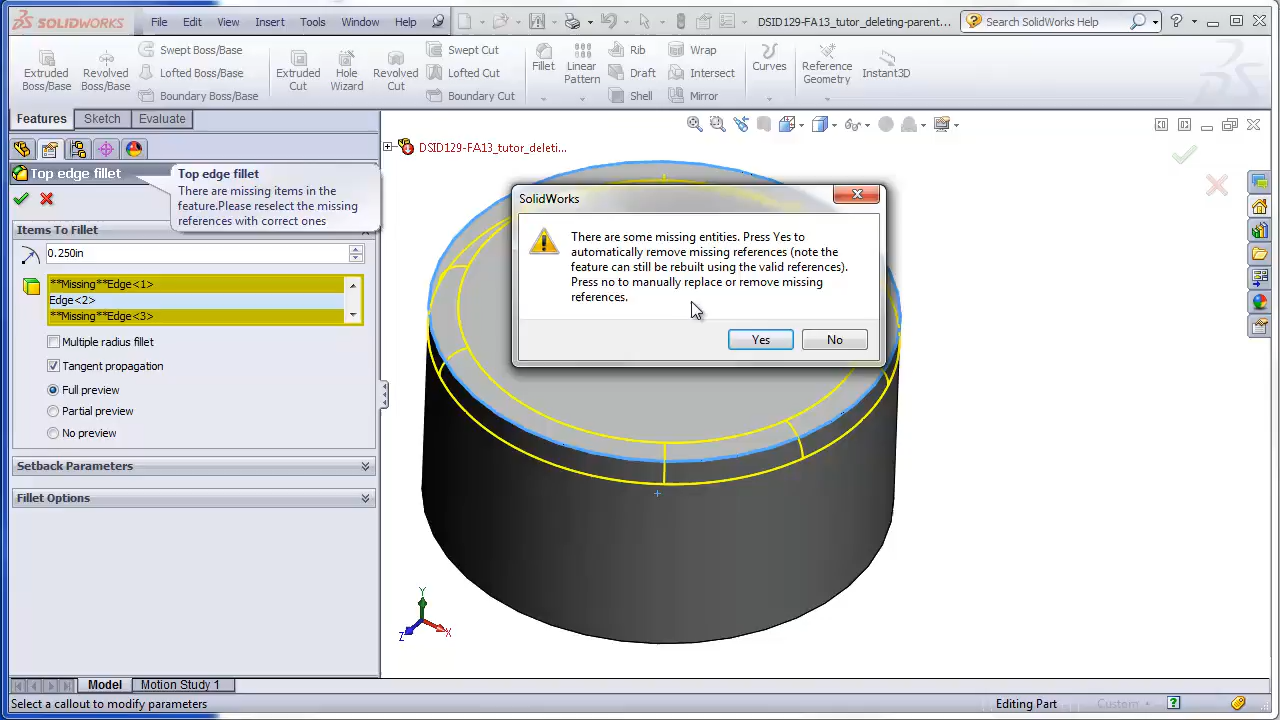 SOLIDWORKS File Edit View Insert Tools Window Help DSID129-FA13_tutor_deleting-parent... Search SolidWorks Help
Extruded Boss/Base
Revolved Boss/Base
Swept Boss/Base
Lofted Boss/Base
Boundary Boss/Base
Extruded Cut
Hole Wizard
Revolved Cut
Swept Cut
Lofted Cut
Boundary Cut
Fillet
Linear Pattern
Rib
Draft
Shell
Wrap
Intersect
Mirror
Curves
Reference Geometry
Instant3D
Features Sketch Evaluate
DSID129-FA13_tutor_deleti...
Top edge fillet
Top edge fillet
There are missing items in the
feature.Please reselect the missing
references with correct ones
Items To Fillet
0.250in
**Missing**Edge<1>
Edge<2>
**Missing**Edge<3>
Multiple radius fillet
Tangent propagation
Full preview
Partial preview
No preview
Setback Parameters
Fillet Options
SolidWorks
There are some missing entities. Press Yes to
automatically remove missing references (note the
feature can still be rebuilt using the valid references).
Press no to manually replace or remove missing
references.
Yes No
Y
Z X
Model Motion Study 1
Select a callout to modify parameters Editing Part Custom